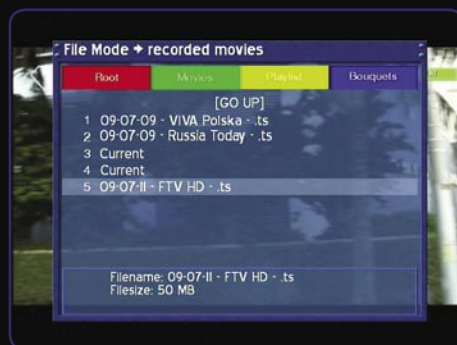 File Mode → recorded movies
Root Movies Playlist Bouquets
[GO UP]
1 09-07-09 - VIVA Polska - .ts
2 09-07-09 - Russia Today - .ts
3 Current
4 Current
5 09-07-11 - FTV HD - .ts
Filename: 09-07-11 - FTV HD - .ts
Filesize: 50 MB